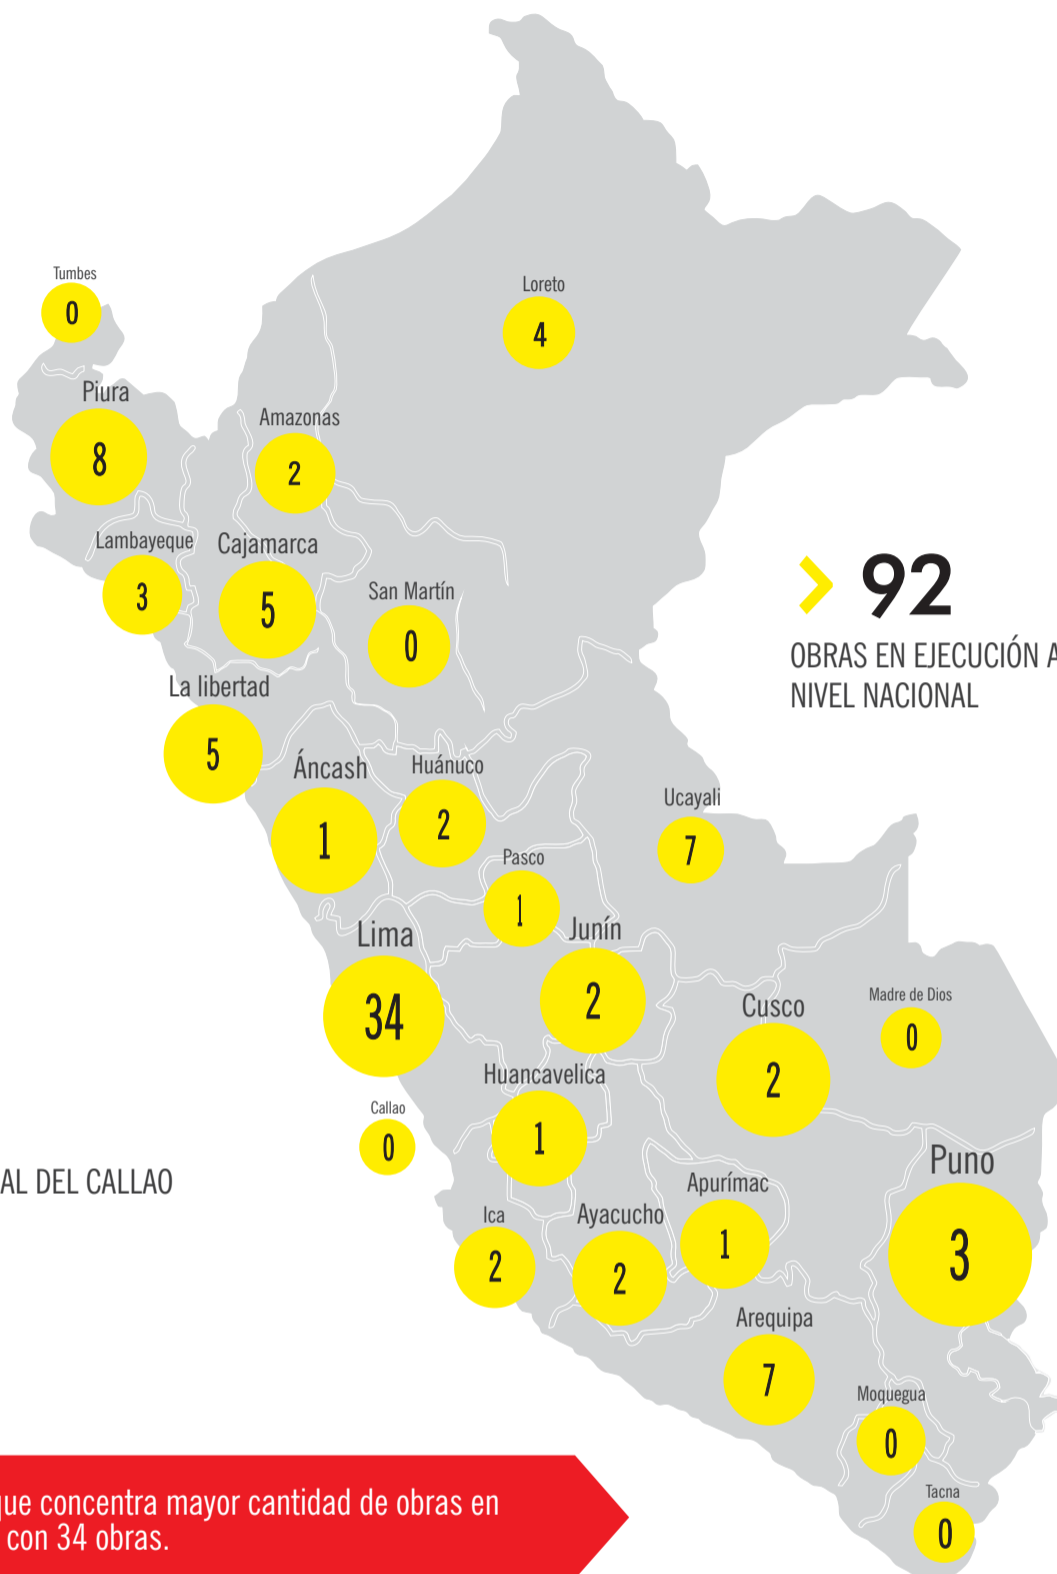 Tumbes
0
Loreto
4
Piura
8
Amazonas
2
Lambayeque
3
Cajamarca
5
San Martín
0
> 92
OBRAS EN EJECUCIÓN A
NIVEL NACIONAL
La libertad
5
Áncash
1
Huánuco
2
Ucayali
7
Pasco
1
Junín
2
Lima
34
Cusco
2
Madre de Dios
0
Huancavelica
1
Callao
0
AL DEL CALLAO
Puno
3
Apurímac
1
Ica
2
Ayacucho
2
Arequipa
7
Moquegua
0
Tacna
0
que concentra mayor cantidad de obras en
con 34 obras.